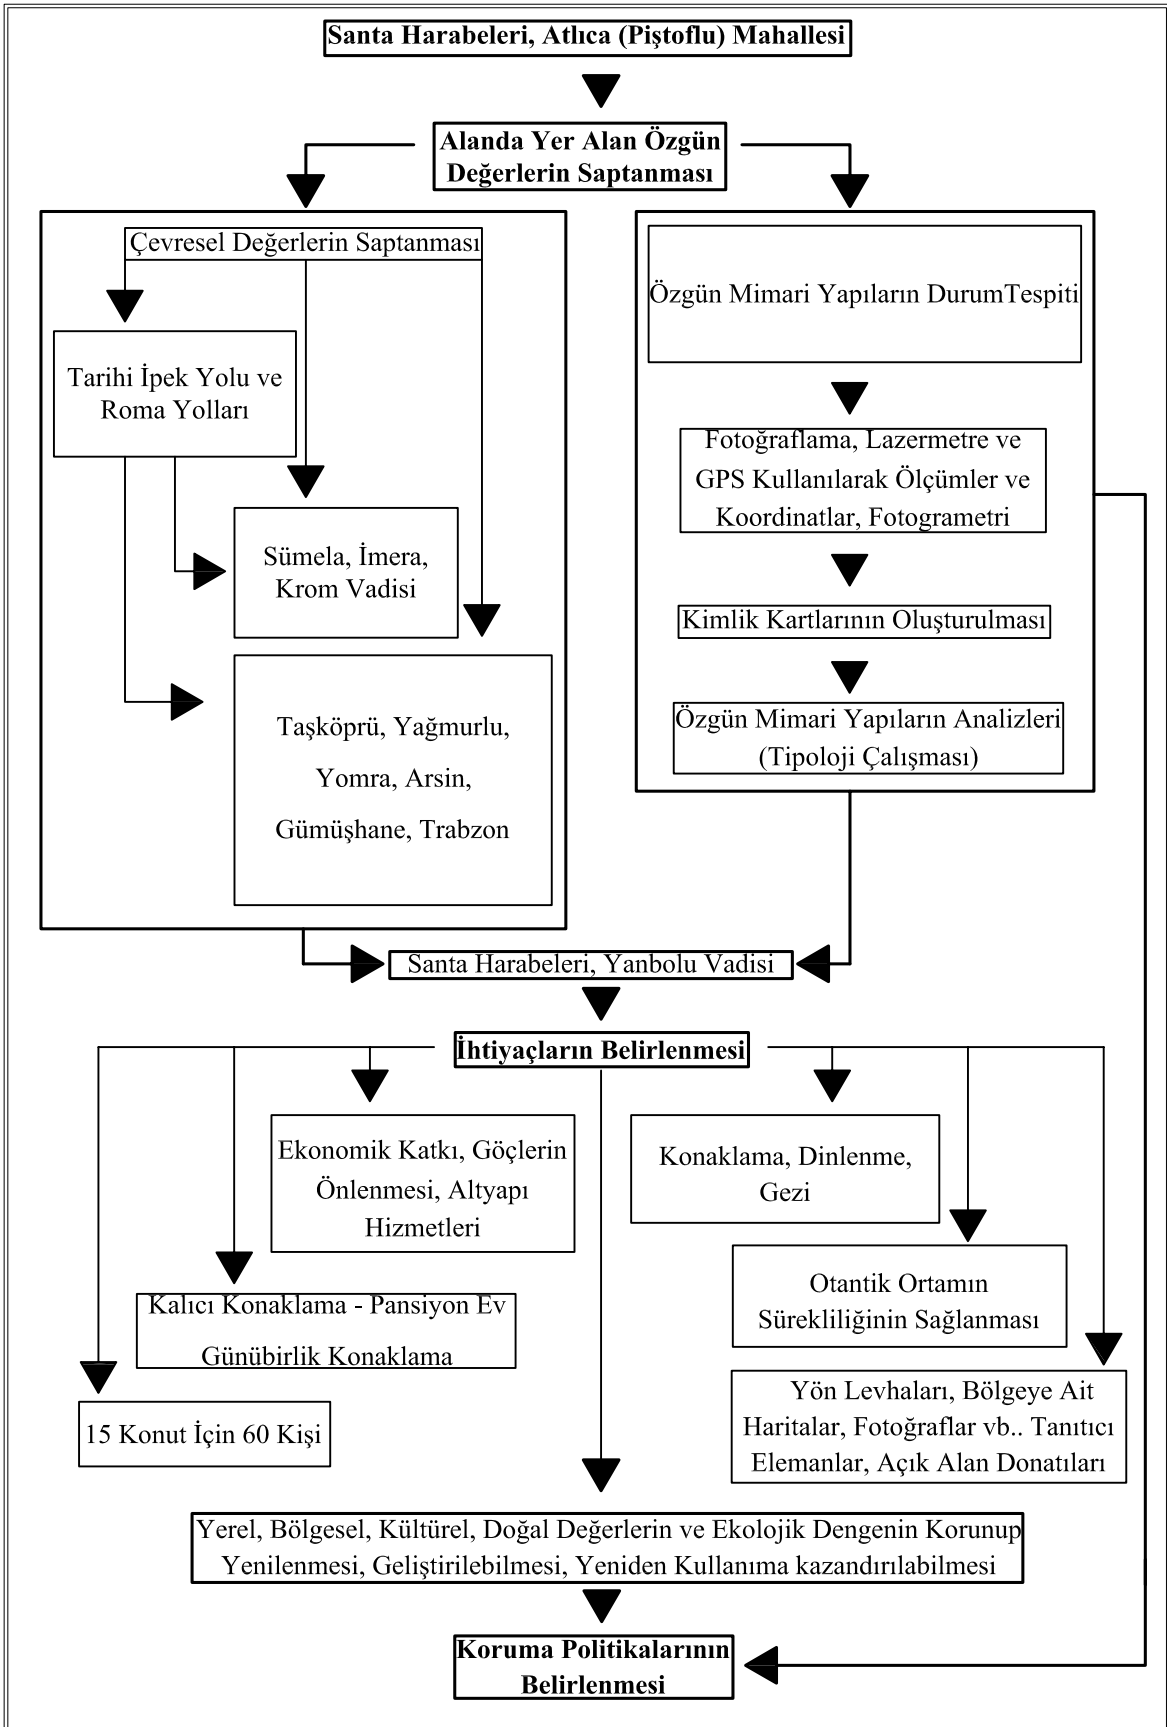 Santa Harabeleri, Atlıca (Piştoflu) Mahallesi
Alanda Yer Alan Özgün
Değerlerin Saptanması
Çevresel Değerlerin Saptanması
Tarihi İpek Yolu ve
Roma Yolları
Sümela, İmera,
Krom Vadisi
Taşköprü, Yağmurlu,
Yomra, Arsin,
Gümüşhane, Trabzon
Özgün Mimari Yapıların DurumTespiti
Fotoğraflama, Lazermetre ve
GPS Kullanılarak Ölçümler ve
Koordinatlar, Fotogrametri
Kimlik Kartlarının Oluşturulması
Özgün Mimari Yapıların Analizleri
(Tipoloji Çalışması)
Santa Harabeleri, Yanbolu Vadisi
İhtiyaçların Belirlenmesi
Ekonomik Katkı, Göçlerin
Önlenmesi, Altyapı
Hizmetleri
Kalıcı Konaklama - Pansiyon Ev
Günübirlik Konaklama
15 Konut İçin 60 Kişi
Konaklama, Dinlenme,
Gezi
Otantik Ortamın
Sürekliliğinin Sağlanması
Yön Levhaları, Bölgeye Ait
Haritalar, Fotoğraflar vb.. Tanıtıcı
Elemanlar, Açık Alan Donatıları
Yerel, Bölgesel, Kültürel, Doğal Değerlerin ve Ekolojik Dengenin Korunup
Yenilenmesi, Geliştirilebilmesi, Yeniden Kullanıma kazandırılabilmesi
Koruma Politikalarının
Belirlenmesi